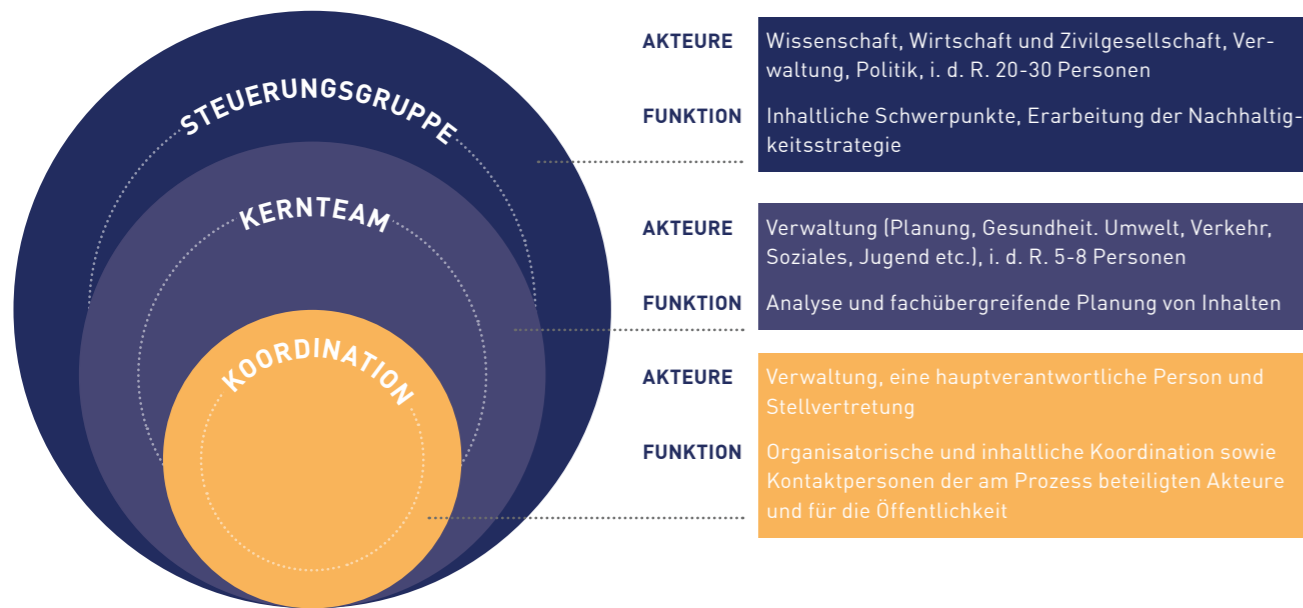 STEUERUNGSGRUPPE
AKTEURE
Wissenschaft, Wirtschaft und Zivilgesellschaft, Ver-
waltung, Politik, i. d. R. 20-30 Personen
FUNKTION
Inhaltliche Schwerpunkte, Erarbeitung der Nachhaltig-
keitsstrategie
KERNTEAM
AKTEURE
Verwaltung (Planung, Gesundheit. Umwelt, Verkehr,
Soziales, Jugend etc.), i. d. R. 5-8 Personen
FUNKTION
Analyse und fachübergreifende Planung von Inhalten
KOORDINATION
AKTEURE
Verwaltung, eine hauptverantwortliche Person und
Stellvertretung
FUNKTION
Organisatorische und inhaltliche Koordination sowie
Kontaktpersonen der am Prozess beteiligten Akteure
und für die Öffentlichkeit